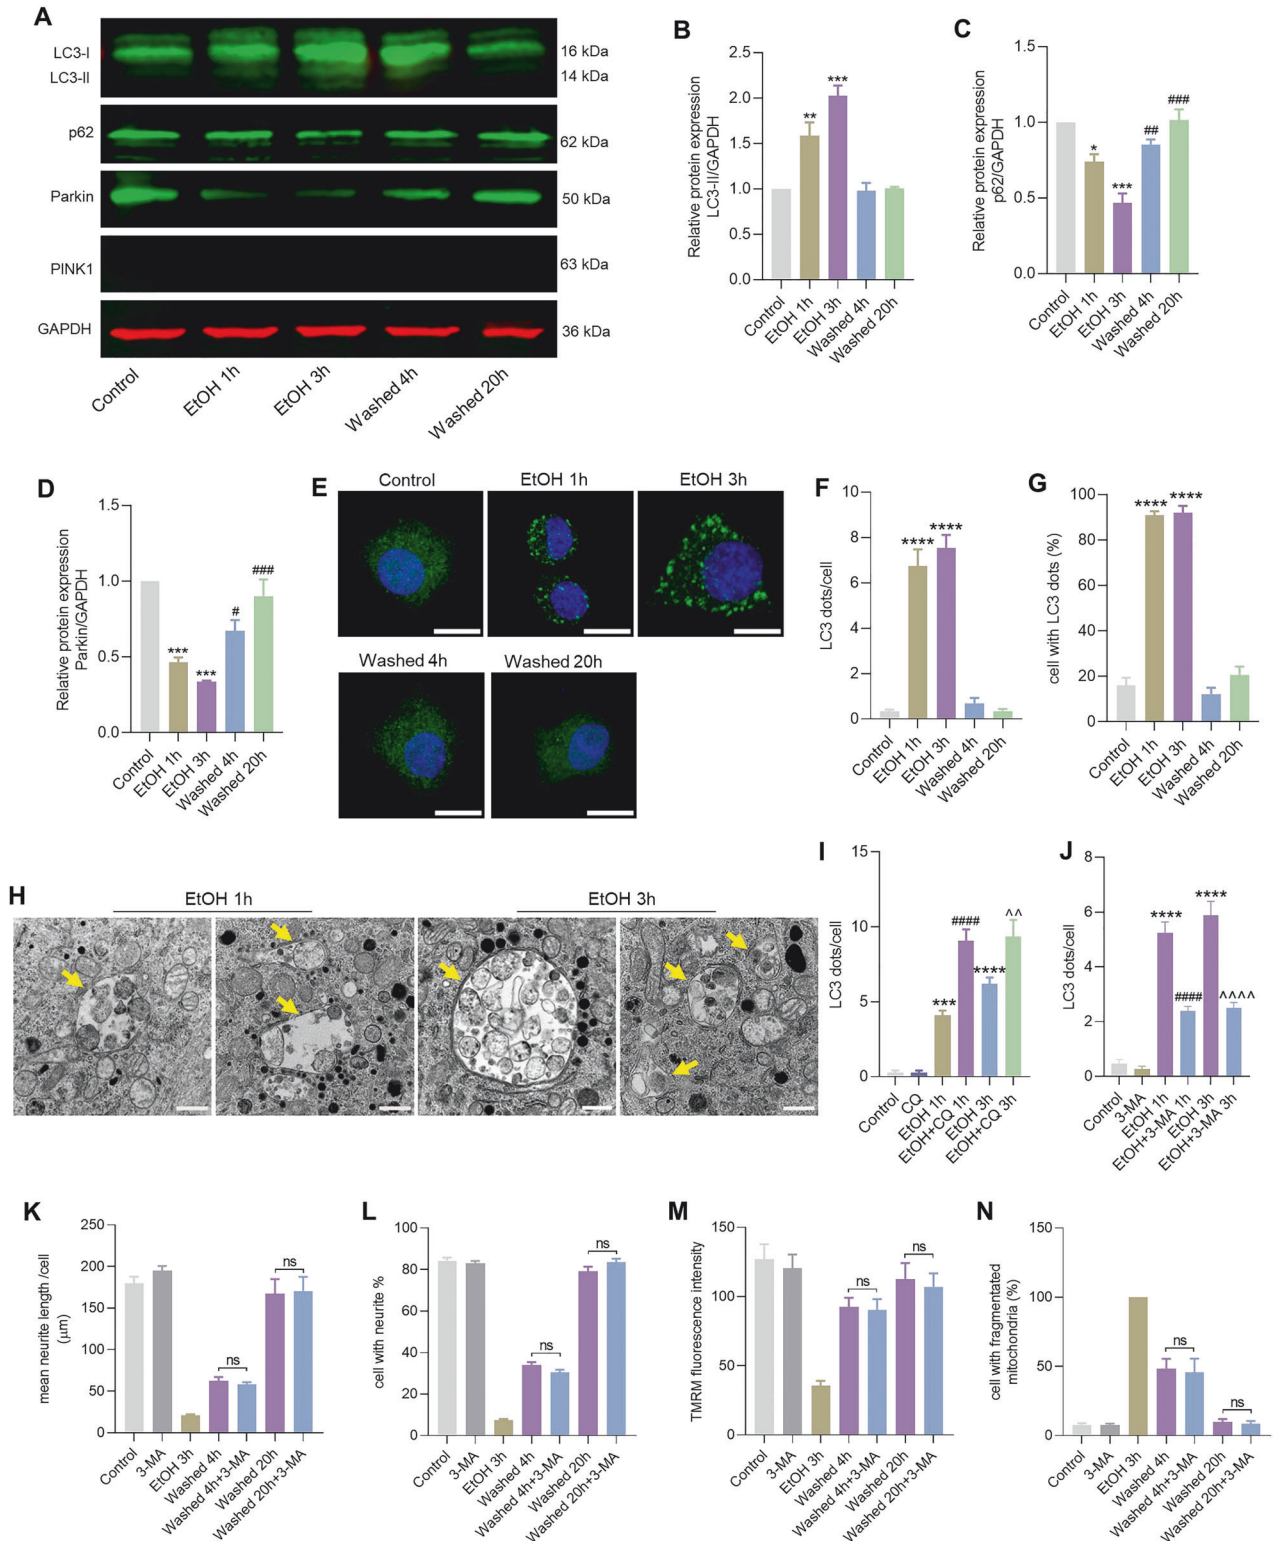 A
LC3-I
16 kDa
LC3-II
14 kDa
p62
62 kDa
Parkin
50 kDa
PINK1
63 kDa
GAPDH
36 kDa
Control
EtOH 1h
EtOH 3h
Washed 4h
Washed 20h
B
Relative protein expression
LC3-II/GAPDH
2.5
2.0
1.5
1.0
0.5
0.0
**
***
Control
EtOH 1h
EtOH 3h
Washed 4h
Washed 20h
C
Relative protein expression
p62/GAPDH
1.5
1.0
0.5
0.0
*
***
##
###
Control
EtOH 1h
EtOH 3h
Washed 4h
Washed 20h
D
Relative protein expression
Parkin/GAPDH
1.5
1.0
0.5
0.0
***
***
#
###
Control
EtOH 1h
EtOH 3h
Washed 4h
Washed 20h
E
Control
EtOH 1h
EtOH 3h
Washed 4h
Washed 20h
F
LC3 dots/cell
10
8
6
4
2
0
****
****
Control
EtOH 1h
EtOH 3h
Washed 4h
Washed 20h
G
cell with LC3 dots (%)
100
80
60
40
20
0
****
****
Control
EtOH 1h
EtOH 3h
Washed 4h
Washed 20h
H
EtOH 1h
EtOH 3h
I
LC3 dots/cell
15
10
5
0
***
####
****
^^
Control
CQ
EtOH 1h
EtOH+CQ 1h
EtOH 3h
EtOH+CQ 3h
J
LC3 dots/cell
8
6
4
2
0
****
####
****
^^^^
Control
3-MA
EtOH 1h
EtOH+3-MA 1h
EtOH 3h
EtOH+3-MA 3h
K
mean neurite length /cell
(µm)
250
200
150
100
50
0
ns
ns
Control
3-MA
EtOH 3h
Washed 4h
Washed 4h+3-MA
Washed 20h
Washed 20h+3-MA
L
cell with neurite %
100
80
60
40
20
0
ns
ns
Control
3-MA
EtOH 3h
Washed 4h
Washed 4h+3-MA
Washed 20h
Washed 20h+3-MA
M
TMRM fluorescence intensity
150
100
50
0
ns
ns
Control
3-MA
EtOH 3h
Washed 4h
Washed 4h+3-MA
Washed 20h
Washed 20h+3-MA
N
cell with fragmentated
mitochondria (%)
150
100
50
0
ns
ns
Control
3-MA
EtOH 3h
Washed 4h
Washed 4h+3-MA
Washed 20h
Washed 20h+3-MA